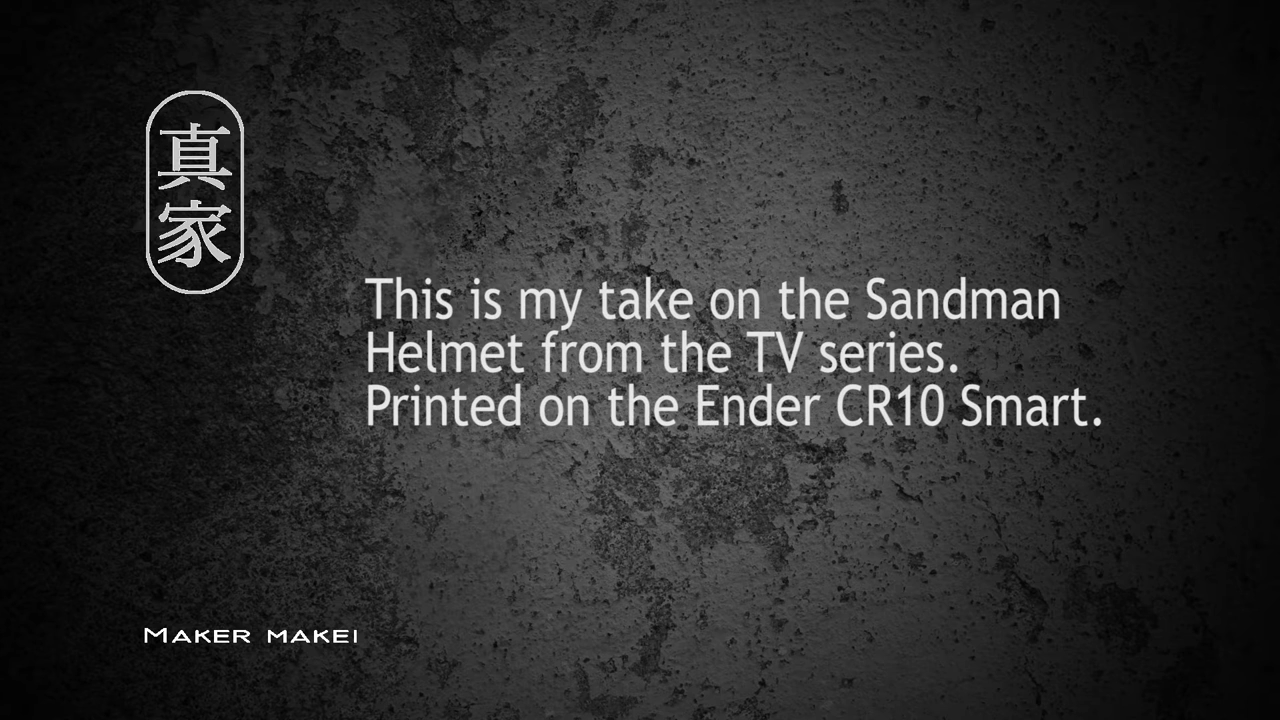 真家
This is my take on the Sandman
Helmet from the TV series.
Printed on the Ender CR10 Smart.
MAKER MAKEI